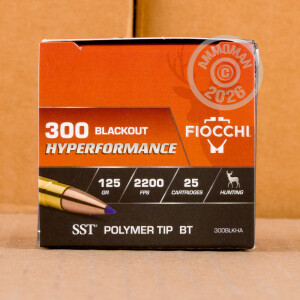 AMMOMAN
©
2026
300 BLACKOUT
HYPERFORMANCE
FIOCCHI
125 GR
2200 FPS
25 CARTRIDGES
HUNTING
SST® POLYMER TIP BT
300BLKHA